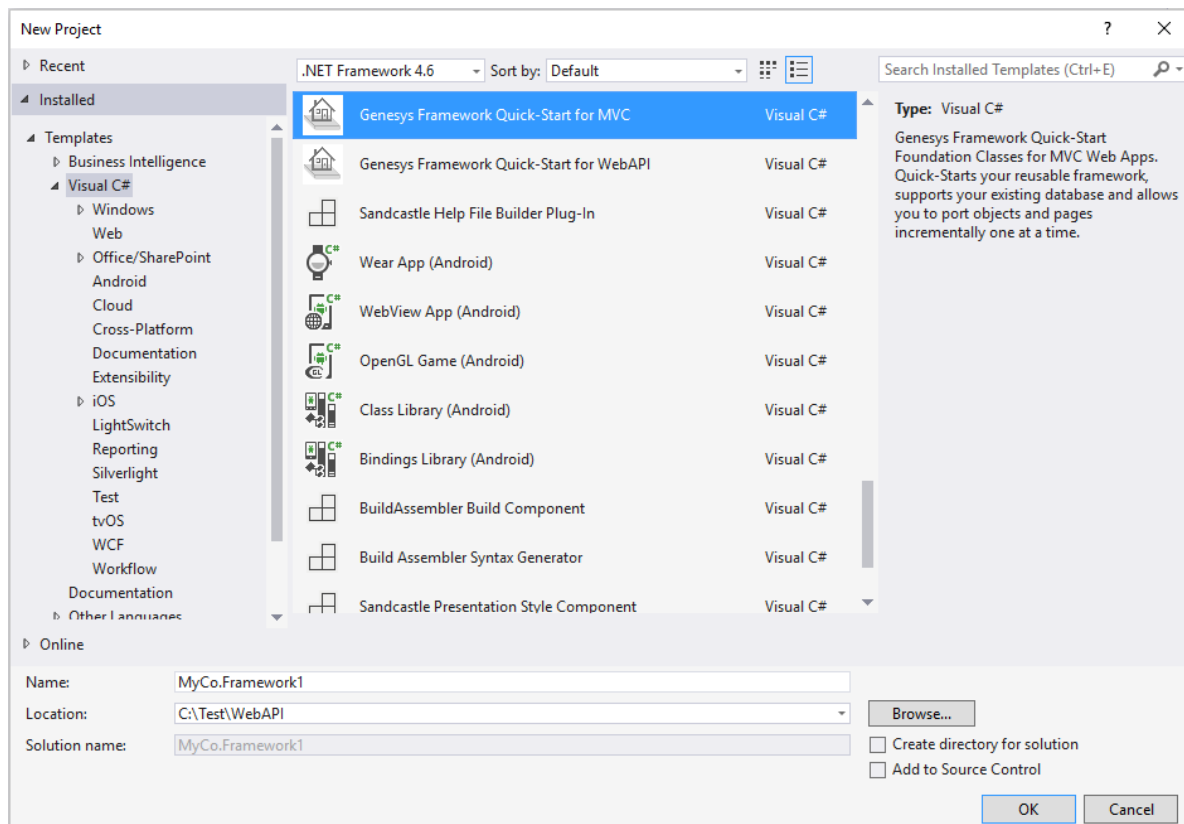 New Project
?
Recent
.NET Framework 4.6
Sort by:
Default
Search Installed Templates (Ctrl+E)
Installed
Templates
Business Intelligence
Visual C#
Windows
Web
Office/SharePoint
Android
Cloud
Cross-Platform
Documentation
Extensibility
iOS
LightSwitch
Reporting
Silverlight
Test
tvOS
WCF
Workflow
Documentation
Other Languages
Online
Genesys Framework Quick-Start for MVC Visual C#
Genesys Framework Quick-Start for WebAPI Visual C#
Sandcastle Help File Builder Plug-In Visual C#
C#
Wear App (Android) Visual C#
C#
WebView App (Android) Visual C#
C#
GL
OpenGL Game (Android) Visual C#
C#
Class Library (Android) Visual C#
C#
Bindings Library (Android) Visual C#
BuildAssembler Build Component Visual C#
Build Assembler Syntax Generator Visual C#
Sandcastle Presentation Style Component Visual C#
Type: Visual C#
Genesys Framework Quick-Start
Foundation Classes for MVC Web Apps.
Quick-Starts your reusable framework,
supports your existing database and allows
you to port objects and pages
incrementally one at a time.
Name: MyCo.Framework1
Location: C:\Test\WebAPI
Browse...
Solution name: MyCo.Framework1
Create directory for solution
Add to Source Control
OK
Cancel